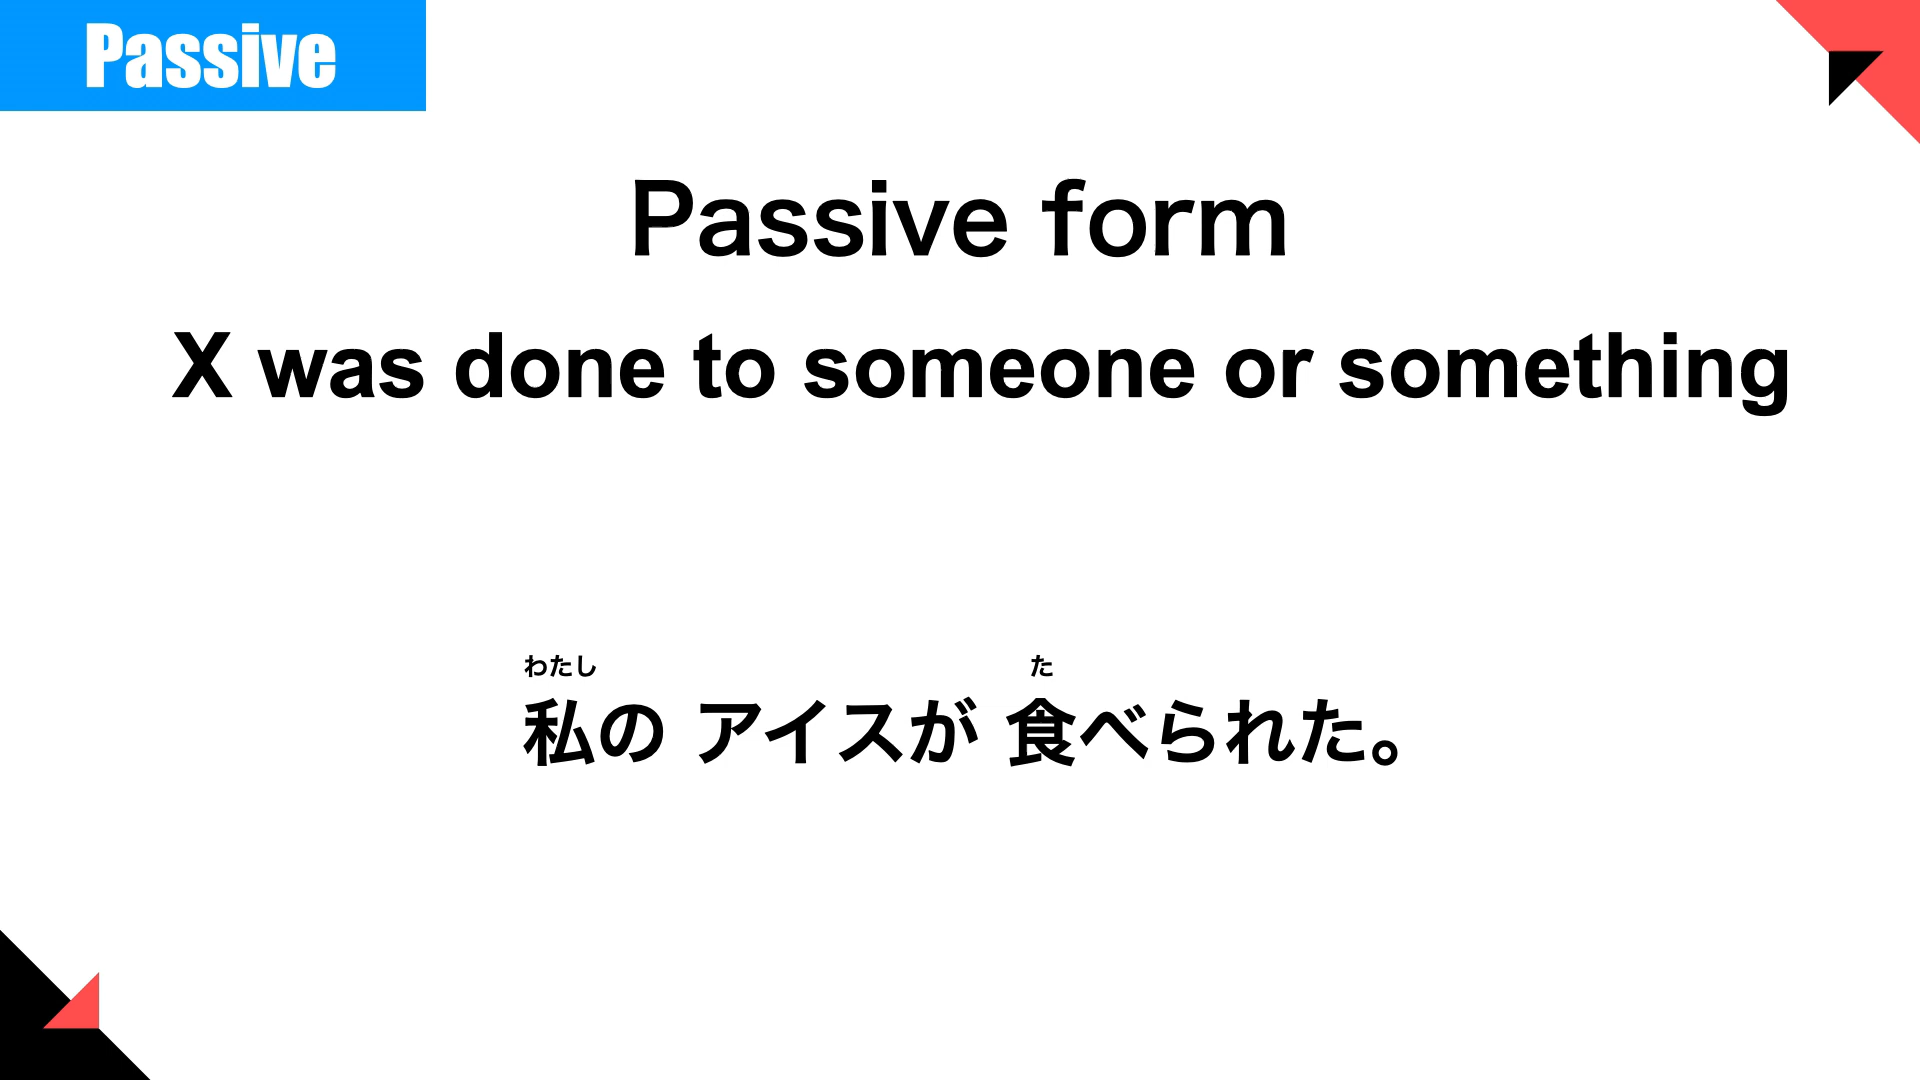 Passive
Passive form
X was done to someone or something
わたし た
私の アイスが 食べられた。